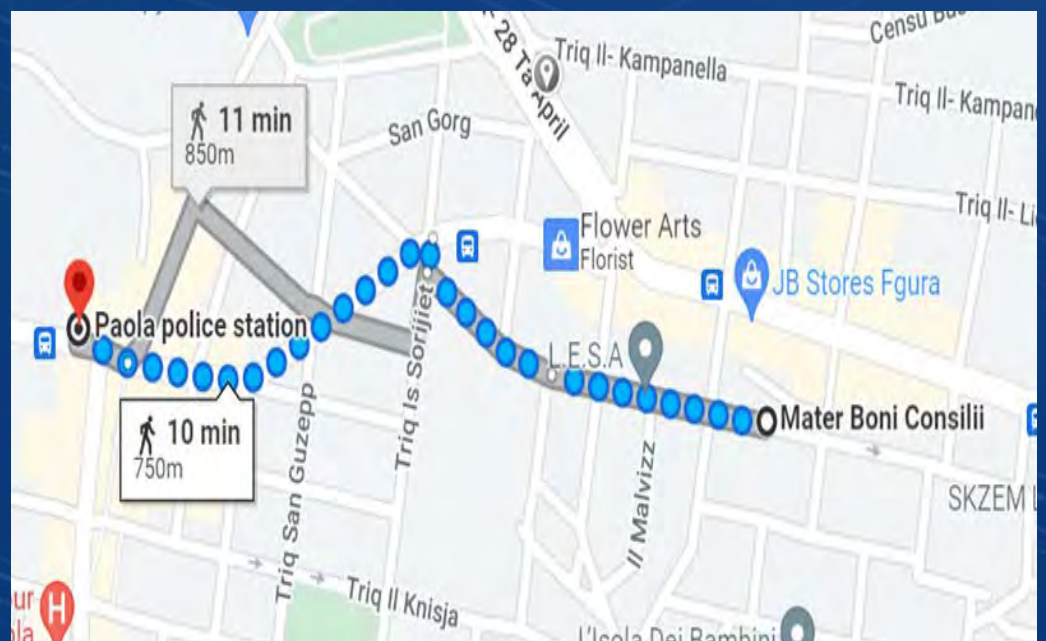 28 Ta April
Triq Il- Kampanella
Censu
Triq Il- Kampan
San Gorg
11 min
850m
Triq Il- Li
Flower Arts
Florist
JB Stores Fgura
Paola police station
L.E.S.A
Triq Is Sorijiet
10 min
750m
Mater Boni Consilii
Triq San Guzepp
Il Malvizz
SKZEM L
Triq Il Knisja
H
ur
ola
L'Isola Dei Bambini